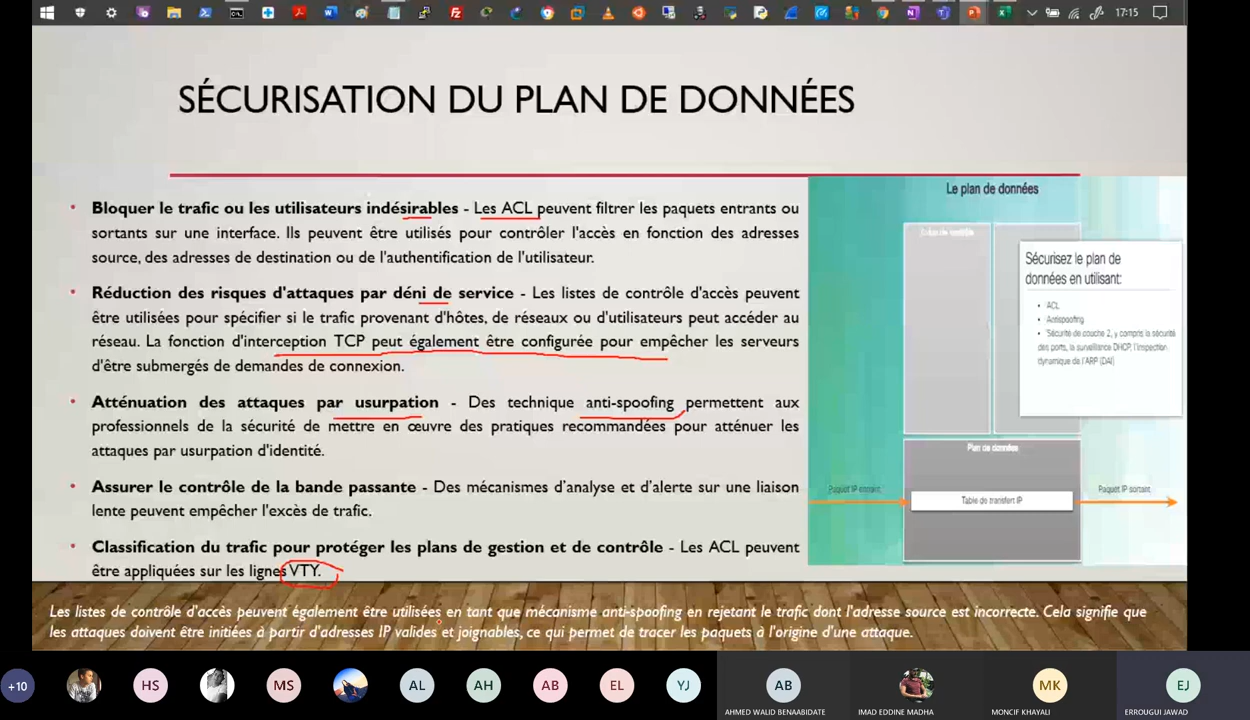 17:15
SÉCURISATION DU PLAN DE DONNÉES
• Bloquer le trafic ou les utilisateurs indésirables - Les ACL peuvent filtrer les paquets entrants ou
sortants sur une interface. Ils peuvent être utilisés pour contrôler l'accès en fonction des adresses
source, des adresses de destination ou de l'authentification de l'utilisateur.
• Réduction des risques d'attaques par déni de service - Les listes de contrôle d'accès peuvent
être utilisées pour spécifier si le trafic provenant d'hôtes, de réseaux ou d'utilisateurs peut accéder au
réseau. La fonction d'interception TCP peut également être configurée pour empêcher les serveurs
d'être submergés de demandes de connexion.
• Atténuation des attaques par usurpation - Des technique anti-spoofing permettent aux
professionnels de la sécurité de mettre en œuvre des pratiques recommandées pour atténuer les
attaques par usurpation d'identité.
• Assurer le contrôle de la bande passante - Des mécanismes d'analyse et d'alerte sur une liaison
lente peuvent empêcher l'excès de trafic.
• Classification du trafic pour protéger les plans de gestion et de contrôle - Les ACL peuvent
être appliquées sur les lignes VTY.
Le plan de données
Sécurisez le plan de
données en utilisant:
• ACL
• Antispoofing
• Sécurité de couche 2, y compris la sécurité
des ports, la surveillance DHCP, l'inspection
dynamique de l'ARP (DAI)
Plan de données
Paquet IP entrant
Table de transfert IP
Paquet IP sortant
Les listes de contrôle d'accès peuvent également être utilisées en tant que mécanisme anti-spoofing en rejetant le trafic dont l'adresse source est incorrecte. Cela signifie que
les attaques doivent être initiées à partir d'adresses IP valides et joignables, ce qui permet de tracer les paquets à l'origine d'une attaque.
+10
HS
MS
AL
AH
AB
EL
YJ
AB
MK
EJ
AHMED WALID BENAABIDATE
IMAD EDDINE MADHA
MONCIF KHAYALI
ERROUGUI JAWAD